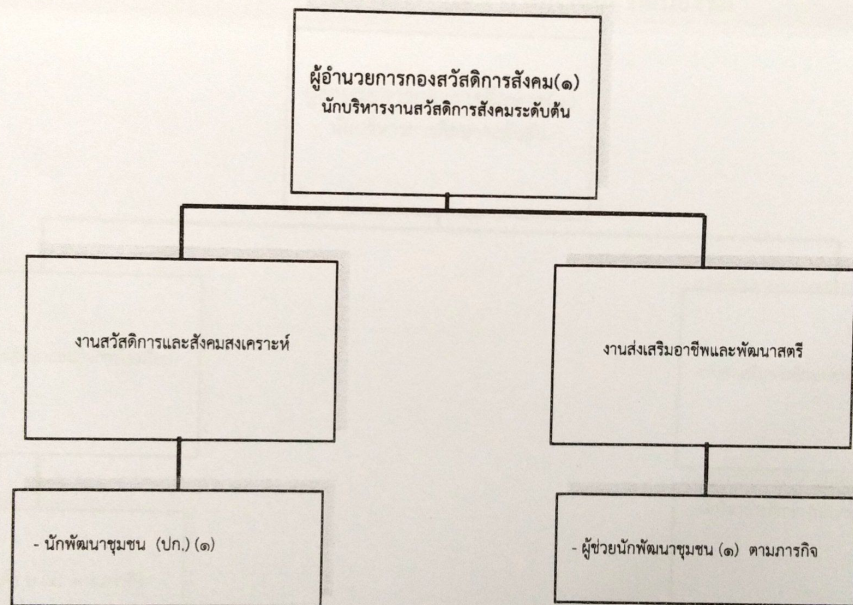 ผู้อำนวยการกองสวัสดิการสังคม(๑)
นักบริหารงานสวัสดิการสังคมระดับต้น
งานสวัสดิการและสังคมสงเคราะห์
งานส่งเสริมอาชีพและพัฒนาสตรี
- นักพัฒนาชุมชน (ปก.) (๑)
- ผู้ช่วยนักพัฒนาชุมชน (๑) ตามภารกิจ